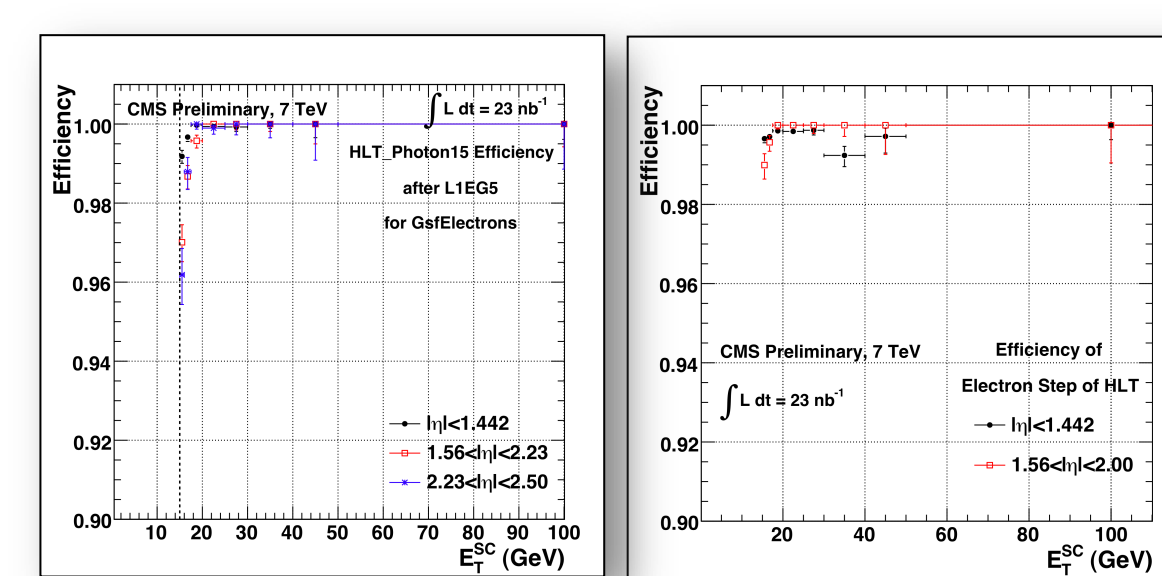 CMS Preliminary, 7 TeV
∫ L dt = 23 nb⁻¹
HLT_Photon15 Efficiency
after L1EG5
for GsfElectrons
Efficiency
1.00
0.98
0.96
0.94
0.92
0.90
|η|<1.442
1.56<|η|<2.23
2.23<|η|<2.50
10 20 30 40 50 60 70 80 90 100
E_T^SC (GeV)
Efficiency
1.00
0.98
0.96
0.94
0.92
0.90
CMS Preliminary, 7 TeV
∫ L dt = 23 nb⁻¹
Efficiency of
Electron Step of HLT
|η|<1.442
1.56<|η|<2.00
20 40 60 80 100
E_T^SC (GeV)